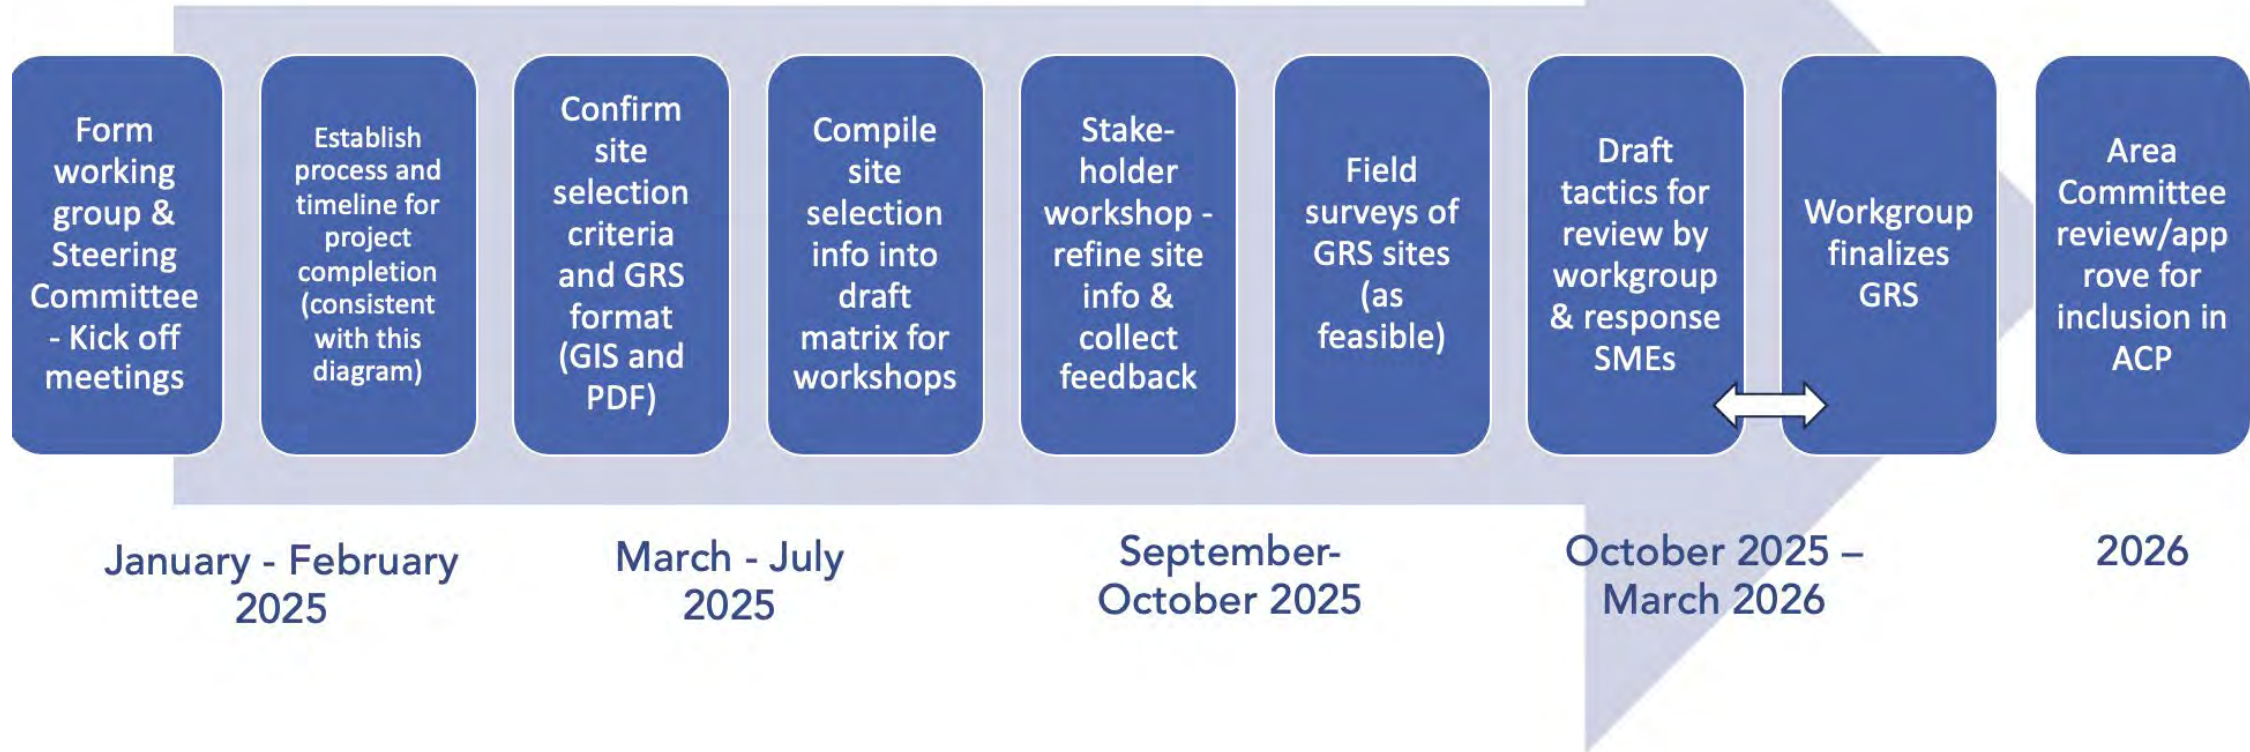 Form
working
group &
Steering
Committee
- Kick off
meetings
Establish
process and
timeline for
project
completion
(consistent
with this
diagram)
Confirm
site
selection
criteria
and GRS
format
(GIS and
PDF)
Compile
site
selection
info into
draft
matrix for
workshops
Stake-
holder
workshop -
refine site
info &
collect
feedback
Field
surveys of
GRS sites
(as
feasible)
Draft
tactics for
review by
workgroup
& response
SMEs
Workgroup
finalizes
GRS
Area
Committee
review/app
rove for
inclusion in
ACP
January - February
2025
March - July
2025
September-
October 2025
October 2025 –
March 2026
2026